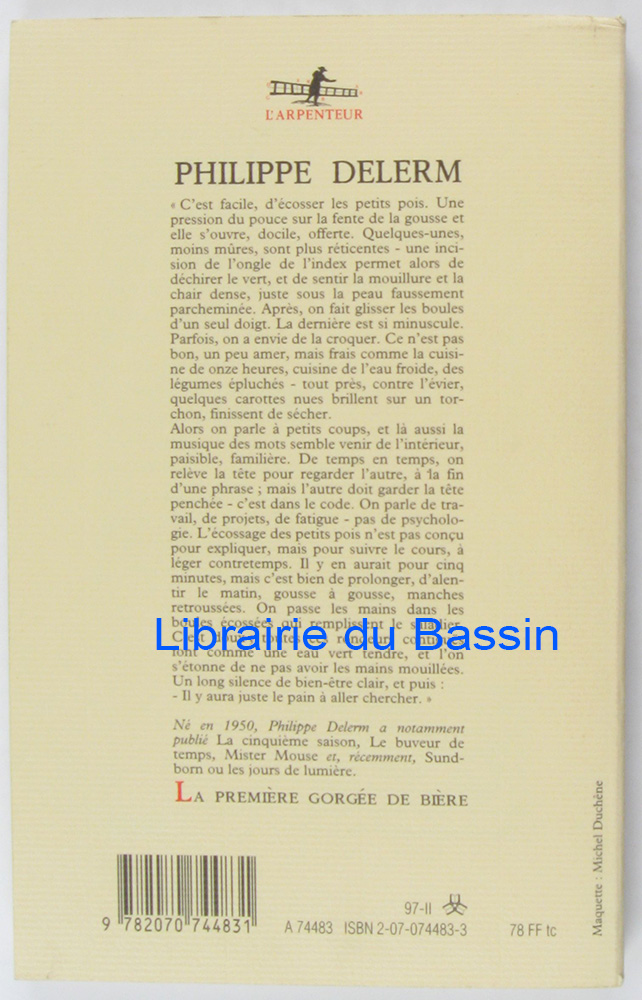 L'ARPENTEUR
PHILIPPE DELERM
« C'est facile, d'écosser les petits pois. Une
pression du pouce sur la fente de la gousse et
elle s'ouvre, docile, offerte. Quelques-unes,
moins mûres, sont plus réticentes - une inci-
sion de l'ongle de l'index permet alors de
déchirer le vert, et de sentir la mouillure et la
chair dense, juste sous la peau faussement
parcheminée. Après, on fait glisser les boules
d'un seul doigt. La dernière est si minuscule.
Parfois, on a envie de la croquer. Ce n'est pas
bon, un peu amer, mais frais comme la cuisi-
ne de onze heures, cuisine de l'eau froide, des
légumes épluchés - tout près, contre l'évier,
quelques carottes nues brillent sur un tor-
chon, finissent de sécher.
Alors on parle à petits coups, et là aussi la
musique des mots semble venir de l'intérieur,
paisible, familière. De temps en temps, on
relève la tête pour regarder l'autre, à la fin
d'une phrase ; mais l'autre doit garder la tête
penchée - c'est dans le code. On parle de tra-
vail, de projets, de fatigue - pas de psycholo-
gie. L'écossage des petits pois n'est pas conçu
pour expliquer, mais pour suivre le cours, à
léger contretemps. Il y en aurait pour cinq
minutes, mais c'est bien de prolonger, d'alen-
tir le matin, gousse à gousse, manches
retroussées. On passe les mains dans les
boules écossées qui remplissent le saladier.
Librairie du Bassin
font comme une eau vert tendre, et l'on
s'étonne de ne pas avoir les mains mouillées.
Un long silence de bien-être clair, et puis :
- Il y aura juste le pain à aller chercher. »
Né en 1950, Philippe Delerm a notamment
publié La cinquième saison, Le buveur de
temps, Mister Mouse et, récemment, Sund-
born ou les jours de lumière.
LA PREMIÈRE GORGÉE DE BIÈRE
Maquette : Michel Duchêne
97-II
9 782070 744831
A 74483 ISBN 2-07-074483-3
78 FF tc